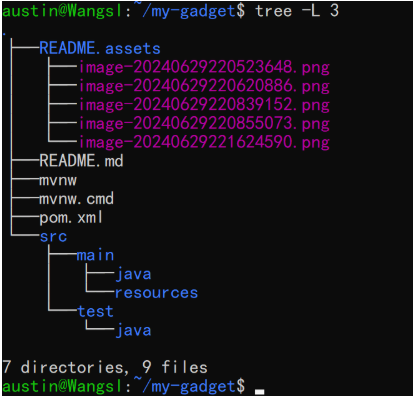 austin@Wangsl:~/my-gadget$ tree -L 3
.
├──README.assets
│  ├──image-20240629220523648.png
│  ├──image-20240629220620886.png
│  ├──image-20240629220839152.png
│  ├──image-20240629220855073.png
│  └──image-20240629221624590.png
├──README.md
├──mvnw
├──mvnw.cmd
├──pom.xml
└──src
   ├──main
   │  ├──java
   │  └──resources
   └──test
      └──java
7 directories, 9 files
austin@Wangsl:~/my-gadget$